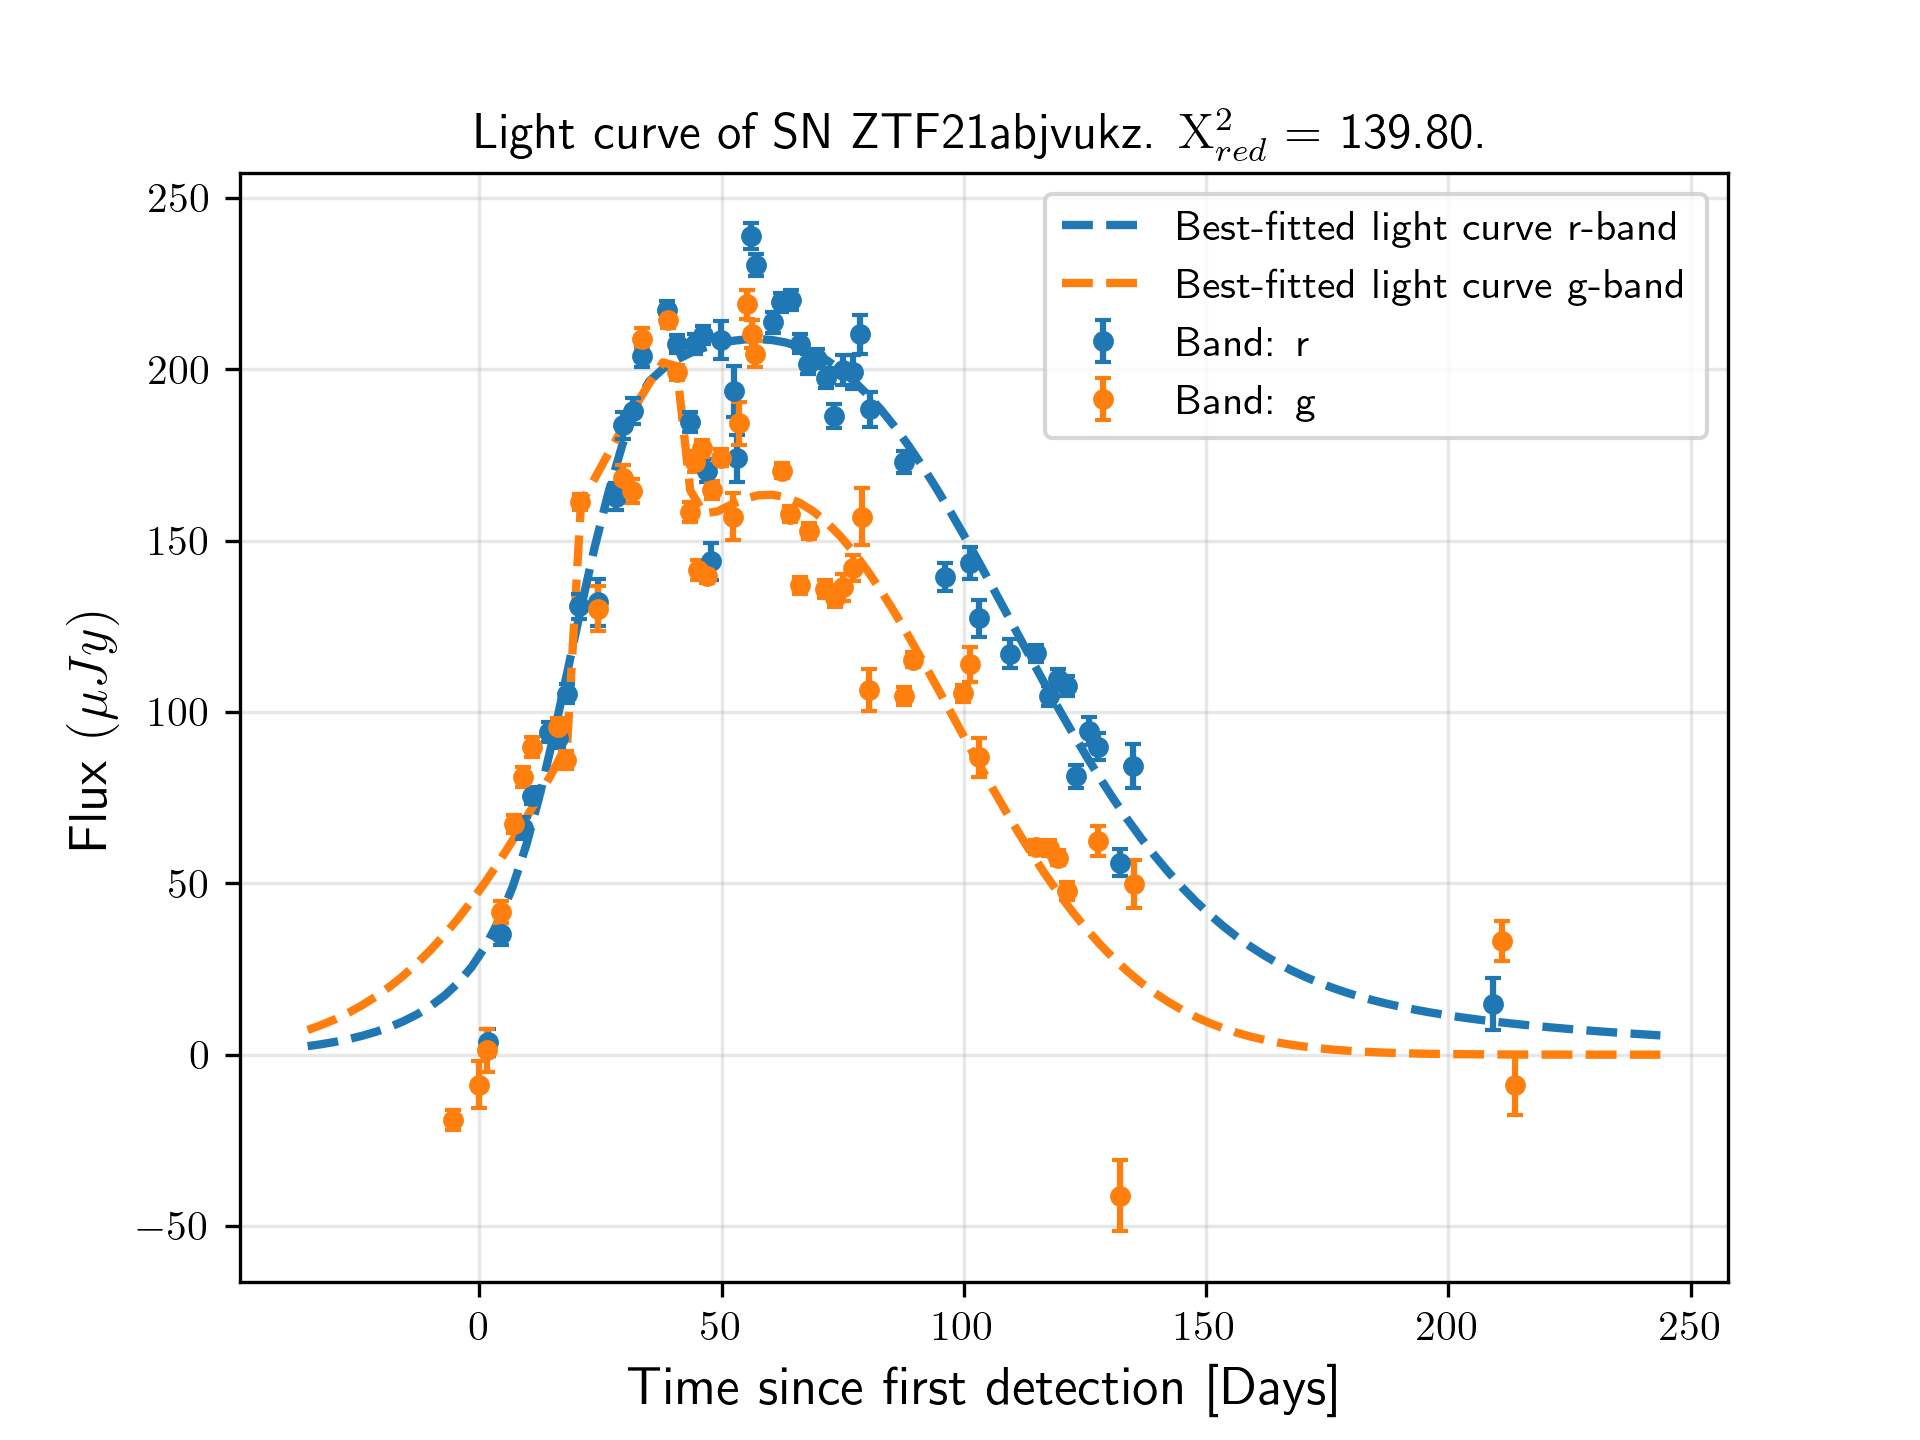 Light curve of SN ZTF21abjvukz. X²_red = 139.80.
Best-fitted light curve r-band
Best-fitted light curve g-band
Band: r
Band: g
Flux (μJy)
250
200
150
100
50
0
−50
0 50 100 150 200 250
Time since first detection [Days]